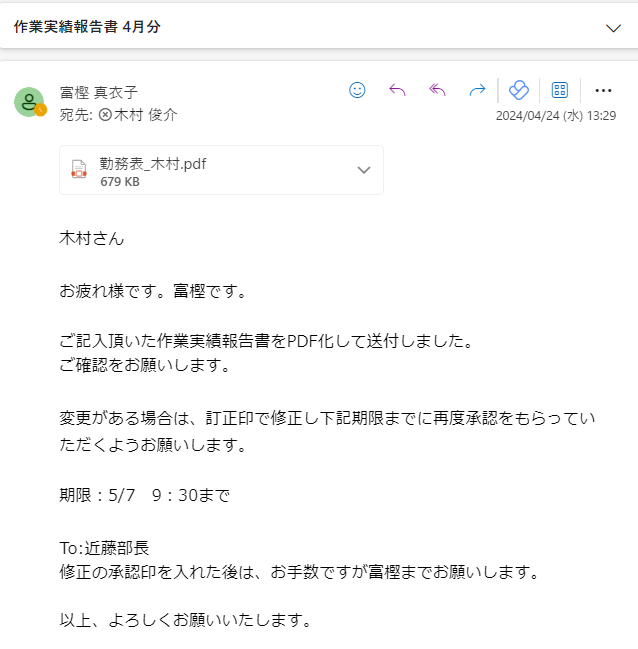 作業実績報告書 4月分
富樫 真衣子
宛先: 木村 俊介
2024/04/24 (水) 13:29
勤務表_木村.pdf
679 KB
木村さん
お疲れ様です。富樫です。
ご記入頂いた作業実績報告書をPDF化して送付しました。
ご確認をお願いします。
変更がある場合は、訂正印で修正し下記期限までに再度承認をもらってい
ただくようお願いします。
期限：5/7　9：30まで
To:近藤部長
修正の承認印を入れた後は、お手数ですが富樫までお願いします。
以上、よろしくお願いいたします。